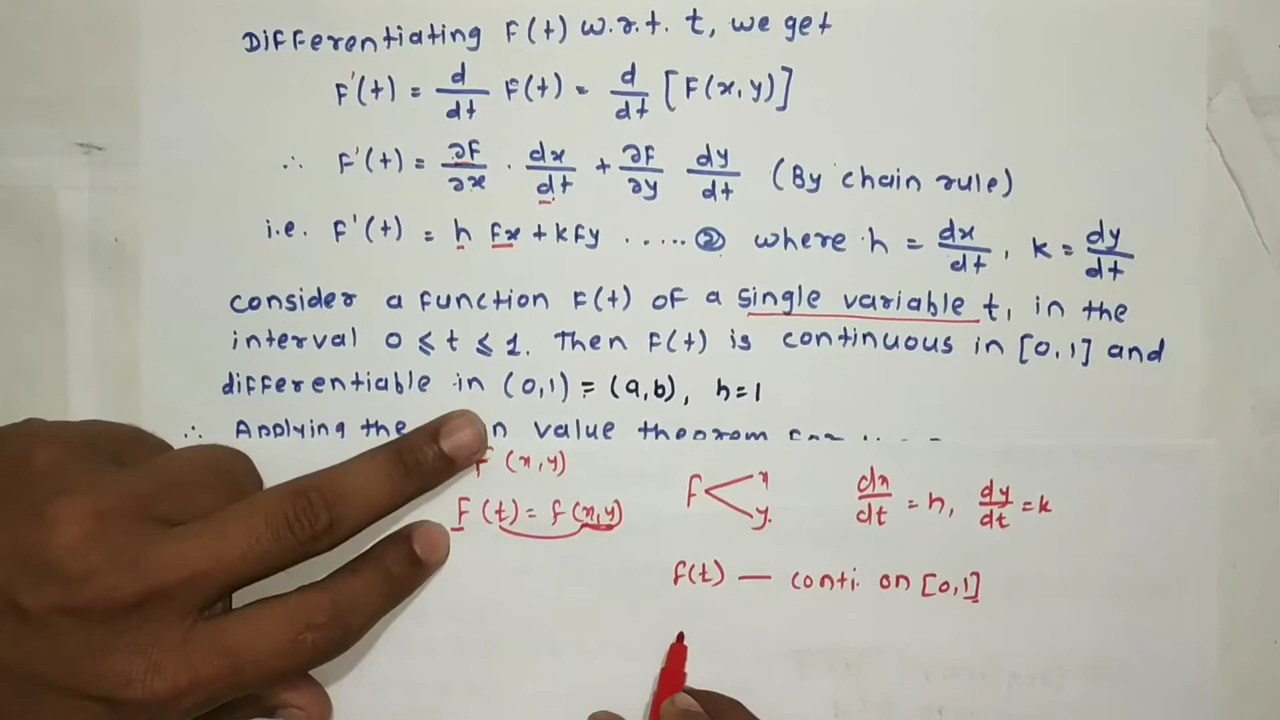 Differentiating F(t) w.r.t. t, we get
F'(t) = d/dt F(t) = d/dt [F(x, y)]
∴ F'(t) = ∂F/∂x · dx/dt + ∂F/∂y dy/dt (By chain rule)
i.e. F'(t) = h Fx + kFy ..... ② where h = dx/dt, k = dy/dt
consider a function F(t) of a single variable t, in the
interval 0 ⩽ t ⩽ 1. Then F(t) is continuous in [0,1] and
differentiable in (0,1) = (a,b), h=1
∴ Applying the value theorem
F (x,y)
F (t) = f(x,y)
f < x y
dx/dt = h, dy/dt = k
f(t) — conti. on [0,1]